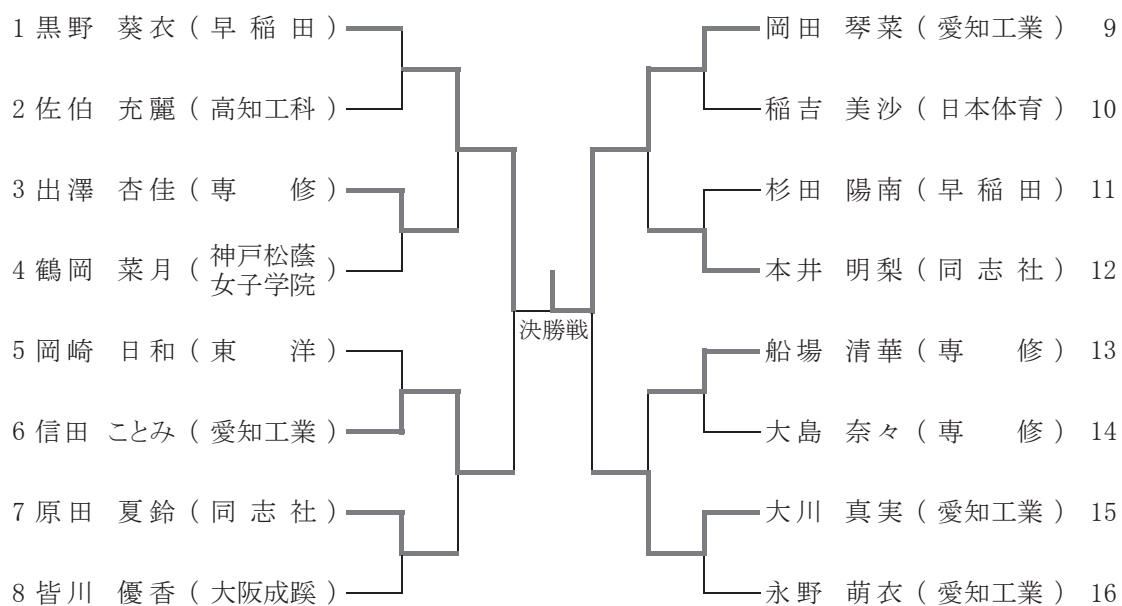 1 黒野 葵衣 ( 早 稲 田 )
2 佐伯 充麗 ( 高知工科 )
3 出澤 杏佳 ( 専 修 )
4 鶴岡 菜月 ( 神戸松蔭
女子学院 )
5 岡崎 日和 ( 東 洋 )
6 信田 ことみ ( 愛知工業 )
7 原田 夏鈴 ( 同 志 社 )
8 皆川 優香 ( 大阪成蹊 )
決勝戦
岡田 琴菜 ( 愛知工業 ) 9
稲吉 美沙 ( 日本体育 ) 10
杉田 陽南 ( 早 稲 田 ) 11
本井 明梨 ( 同 志 社 ) 12
船場 清華 ( 専 修 ) 13
大島 奈々 ( 専 修 ) 14
大川 真実 ( 愛知工業 ) 15
永野 萌衣 ( 愛知工業 ) 16